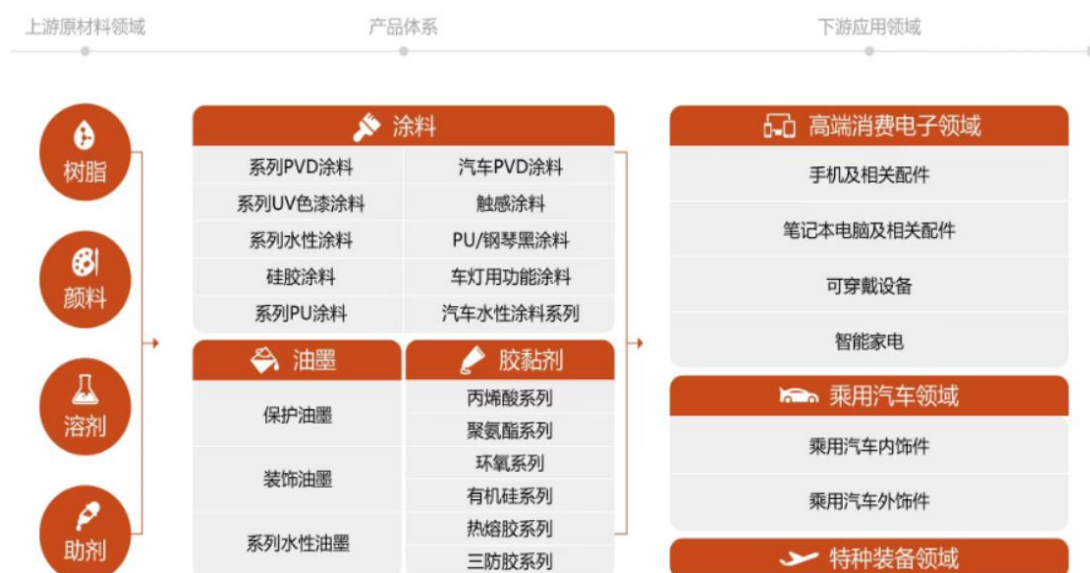 上游原材料领域
产品体系
下游应用领域
树脂
颜料
溶剂
助剂
涂料
系列PVD涂料
汽车PVD涂料
系列UV色漆涂料
触感涂料
系列水性涂料
PU/钢琴黑涂料
硅胶涂料
车灯用功能涂料
系列PU涂料
汽车水性涂料系列
油墨
保护油墨
装饰油墨
系列水性油墨
胶黏剂
丙烯酸系列
聚氨酯系列
环氧系列
有机硅系列
热熔胶系列
三防胶系列
高端消费电子领域
手机及相关配件
笔记本电脑及相关配件
可穿戴设备
智能家电
乘用汽车领域
乘用汽车内饰件
乘用汽车外饰件
特种装备领域